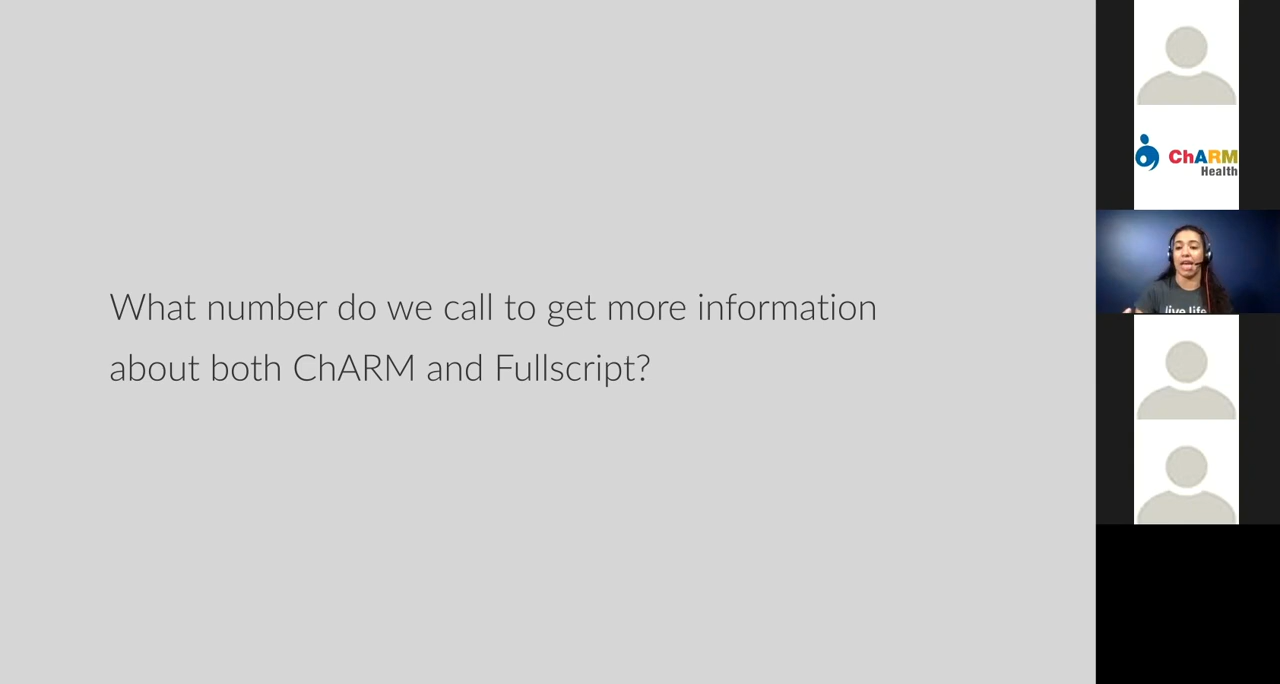 What number do we call to get more information
about both ChARM and Fullscript?
ChARM
Health
live life